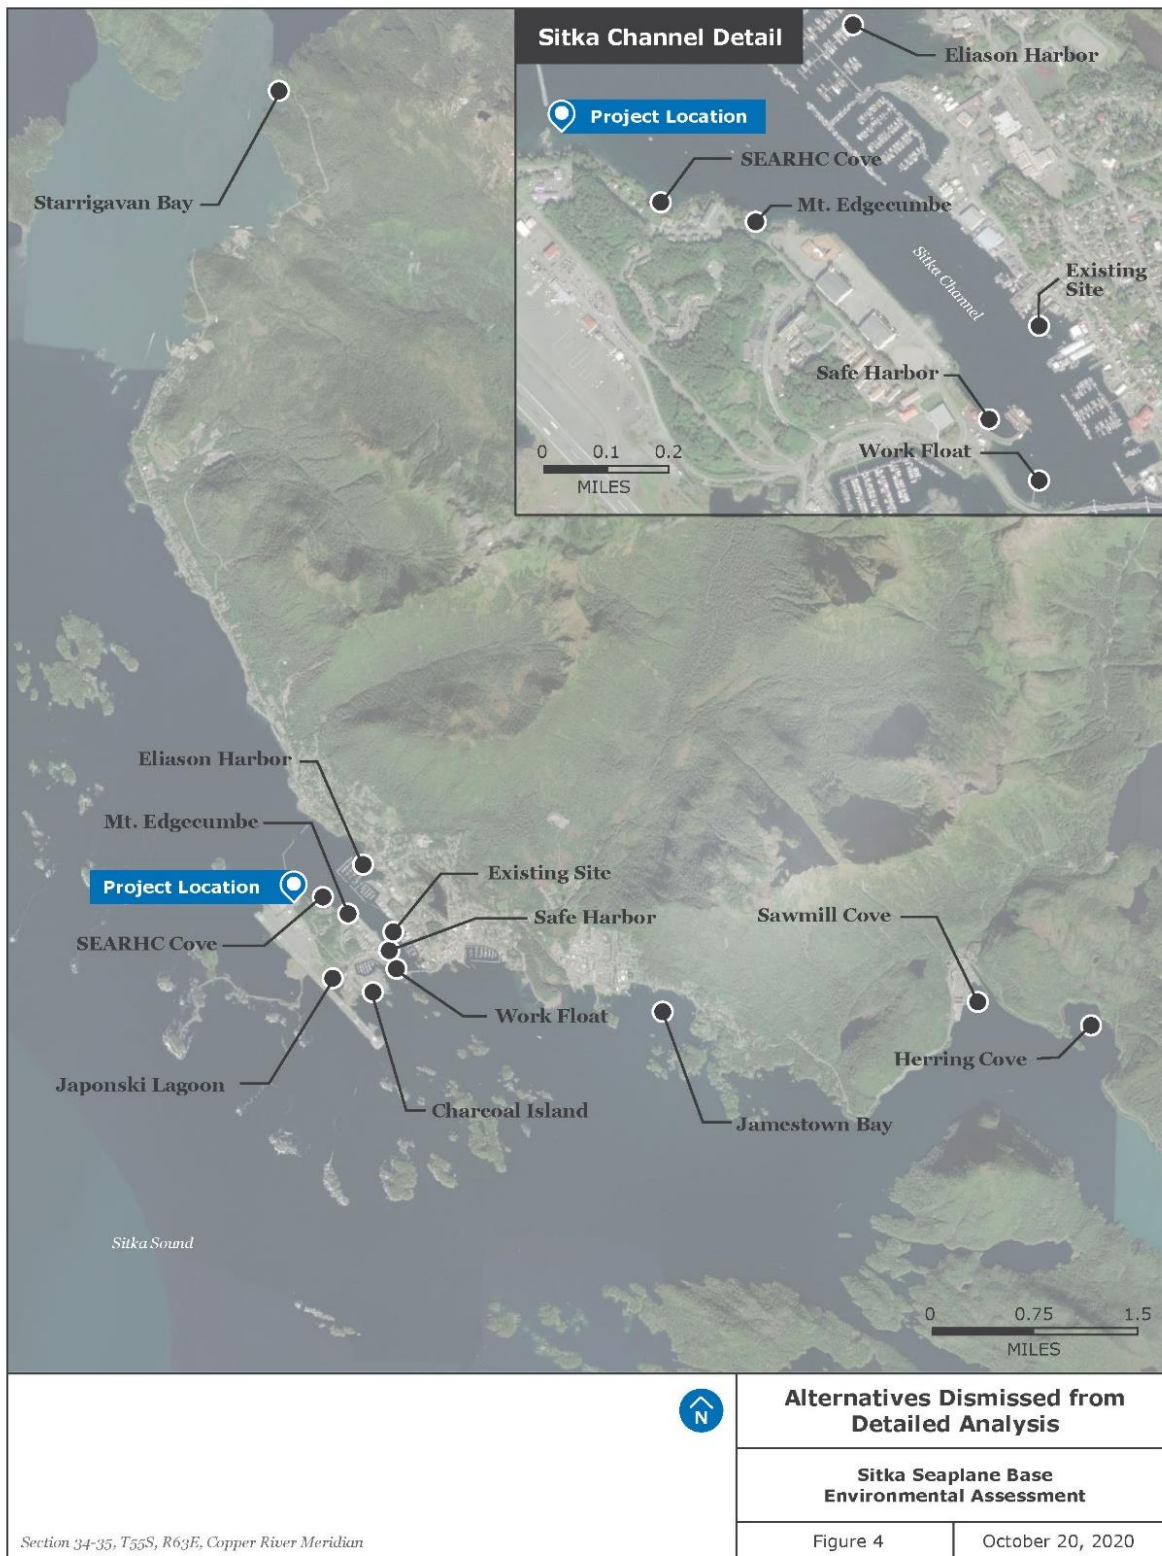 Sitka Channel Detail
Eliason Harbor
Project Location
SEARHC Cove
Mt. Edgecumbe
Sitka Channel
Existing
Site
Safe Harbor
Work Float
0 0.1 0.2
MILES
Starrigavan Bay
Eliason Harbor
Mt. Edgecumbe
Project Location
SEARHC Cove
Existing Site
Safe Harbor
Work Float
Japonski Lagoon
Charcoal Island
Sawmill Cove
Herring Cove
Jamestown Bay
Sitka Sound
0 0.75 1.5
MILES
N
Alternatives Dismissed from
Detailed Analysis
Sitka Seaplane Base
Environmental Assessment
Section 34-35, T55S, R63E, Copper River Meridian
Figure 4
October 20, 2020